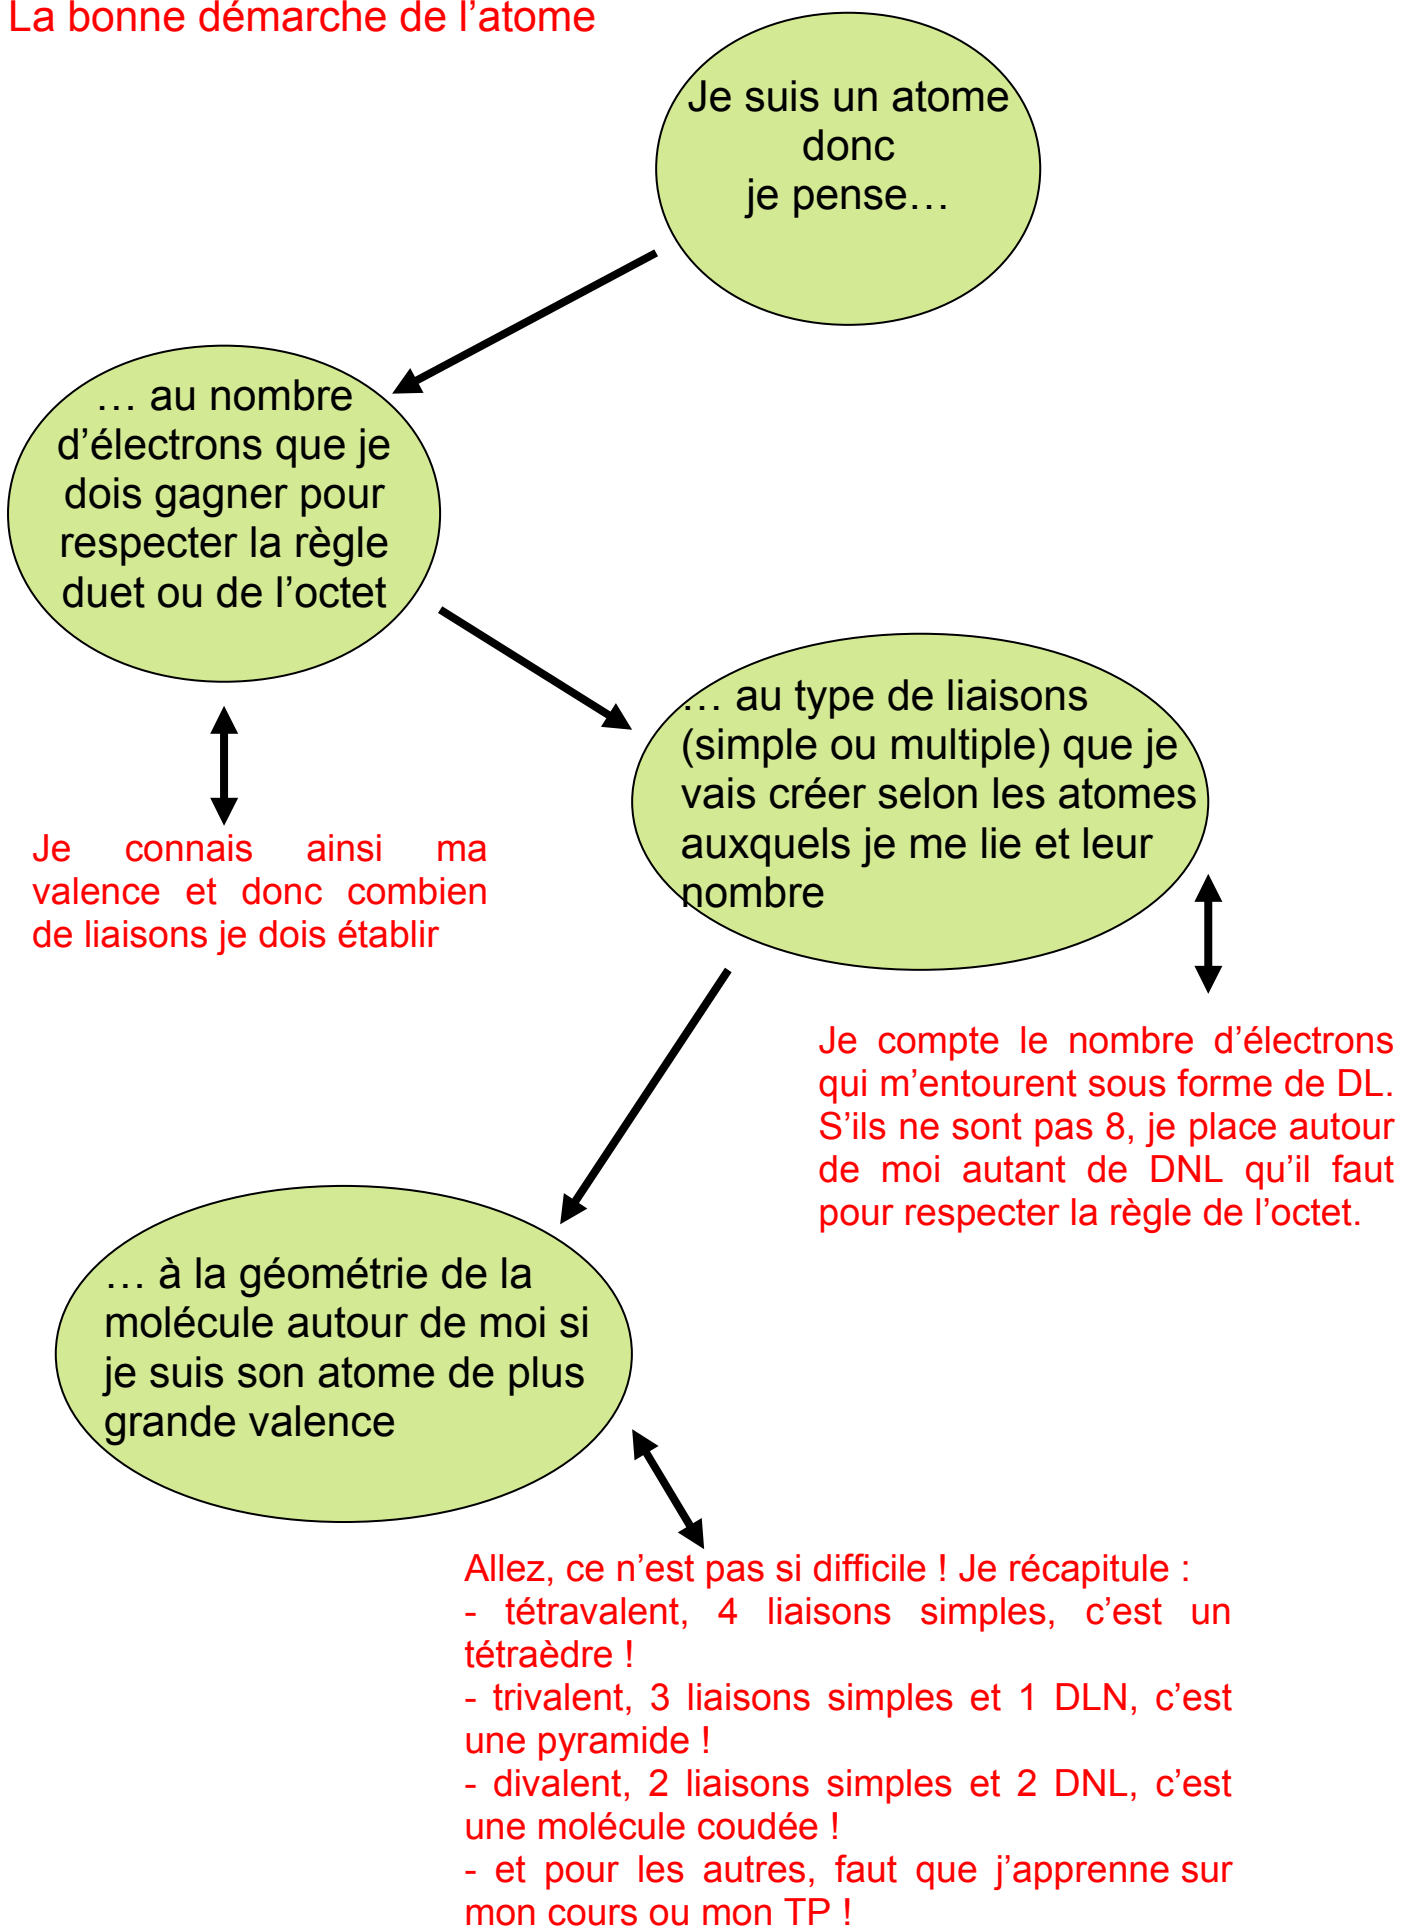 La bonne démarche de l’atome
Je suis un atome
donc
je pense…
… au nombre
d’électrons que je
dois gagner pour
respecter la règle
duet ou de l’octet
… au type de liaisons
(simple ou multiple) que je
vais créer selon les atomes
auxquels je me lie et leur
nombre
Je connais ainsi ma
valence et donc combien
de liaisons je dois établir
Je compte le nombre d’électrons
qui m’entourent sous forme de DL.
S’ils ne sont pas 8, je place autour
de moi autant de DNL qu’il faut
pour respecter la règle de l’octet.
… à la géométrie de la
molécule autour de moi si
je suis son atome de plus
grande valence
Allez, ce n’est pas si difficile ! Je récapitule :
- tétravalent, 4 liaisons simples, c’est un
tétraèdre !
- trivalent, 3 liaisons simples et 1 DLN, c’est
une pyramide !
- divalent, 2 liaisons simples et 2 DNL, c’est
une molécule coudée !
- et pour les autres, faut que j’apprenne sur
mon cours ou mon TP !